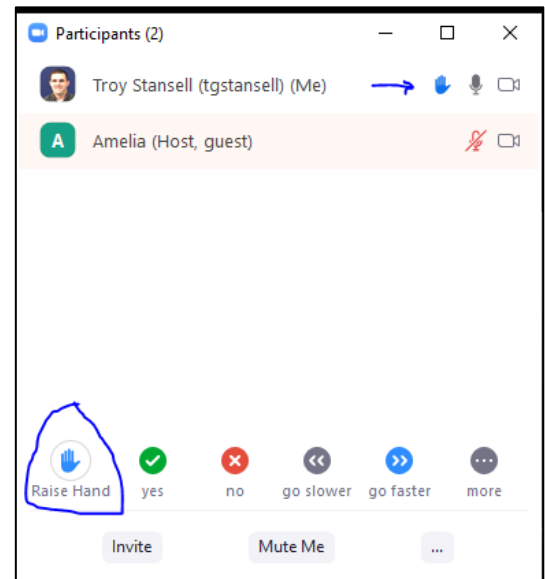 Participants (2)
Troy Stansell (tgstansell) (Me)
A Amelia (Host, guest)
Raise Hand yes no go slower go faster more
Invite Mute Me ...